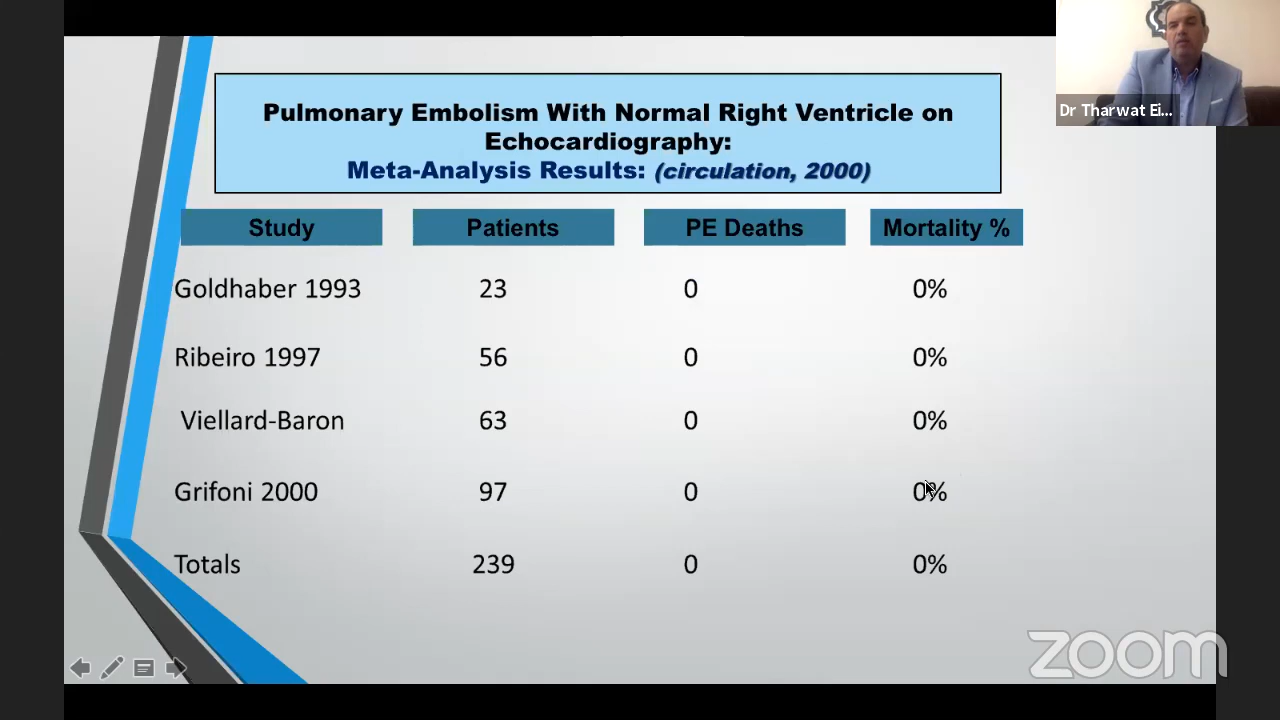 Dr Tharwat Ei...
Pulmonary Embolism With Normal Right Ventricle on
Echocardiography:
Meta-Analysis Results: (circulation, 2000)
Study Patients PE Deaths Mortality %
Goldhaber 1993 23 0 0%
Ribeiro 1997 56 0 0%
Viellard-Baron 63 0 0%
Grifoni 2000 97 0 0%
Totals 239 0 0%
zoom